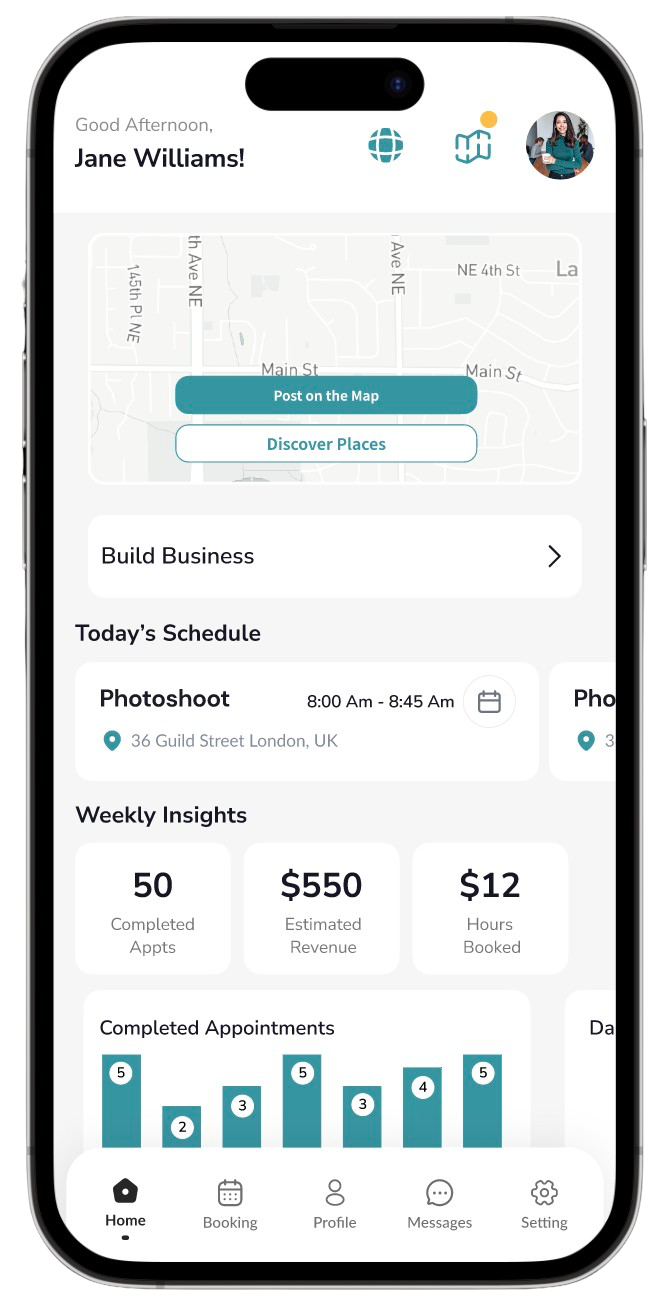 Good Afternoon,
Jane Williams!
145th Pl NE
th Ave NE
Ave NE
NE 4th St
La
Main St
Main St
Post on the Map
Discover Places
Build Business
Today's Schedule
Photoshoot
8:00 Am - 8:45 Am
36 Guild Street London, UK
Pho
3
Weekly Insights
50
Completed
Appts
$550
Estimated
Revenue
$12
Hours
Booked
Completed Appointments
Da
5
2
3
5
3
4
5
Home
Booking
Profile
Messages
Setting